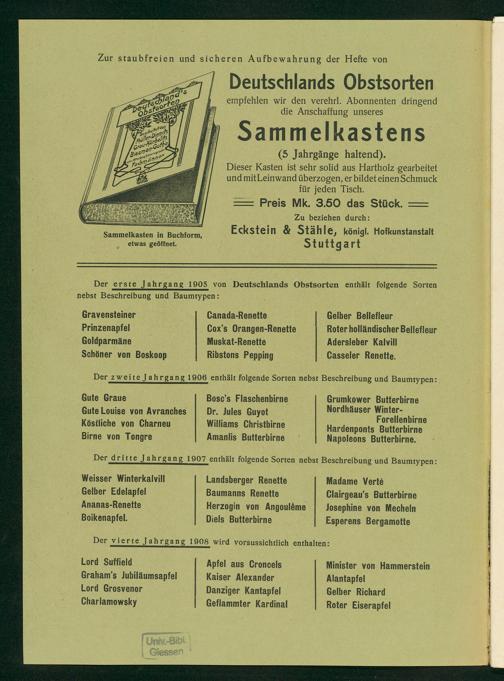 Zur staubfreien und sicheren Aufbewahrung der Hefte von
Deutschlands Obstsorten
empfehlen wir den verehrl. Abonnenten dringend
die Anschaffung unseres
Sammelkastens
(5 Jahrgänge haltend).
Dieser Kasten ist sehr solid aus Hartholz gearbeitet
und mit Leinwand überzogen, er bildet einen Schmuck
für jeden Tisch.
Preis Mk. 3.50 das Stück.
Zu beziehen durch:
Eckstein & Stähle, königl. Hofkunstanstalt
Stuttgart
Deutschland's
Obstsorten
Sammelkasten in Buchform,
etwas geöffnet.
Der erste Jahrgang 1905 von Deutschlands Obstsorten enthält folgende Sorten
nebst Beschreibung und Baumtypen:
Gravensteiner
Prinzenapfel
Goldparmäne
Schöner von Boskoop
Canada-Renette
Cox's Orangen-Renette
Muskat-Renette
Ribstons Pepping
Gelber Bellefleur
Roter holländischer Bellefleur
Adersleber Kalvill
Casseler Renette.
Der zweite Jahrgang 1906 enthält folgende Sorten nebst Beschreibung und Baumtypen:
Gute Graue
Gute Louise von Avranches
Köstliche von Charneu
Birne von Tongre
Bosc's Flaschenbirne
Dr. Jules Guyot
Williams Christbirne
Amanlis Butterbirne
Grumkower Butterbirne
Nordhäuser Winter-
Forellenbirne
Hardenponts Butterbirne
Napoleons Butterbirne.
Der dritte Jahrgang 1907 enthält folgende Sorten nebst Beschreibung und Baumtypen:
Weisser Winterkalvill
Gelber Edelapfel
Ananas-Renette
Boikenapfel.
Landsberger Renette
Baumanns Renette
Herzogin von Angoulême
Diels Butterbirne
Madame Verté
Clairgeau's Butterbirne
Josephine von Mecheln
Esperens Bergamotte
Der vierte Jahrgang 1908 wird voraussichtlich enthalten:
Lord Suffield
Graham's Jubiläumsapfel
Lord Grosvenor
Charlamowsky
Apfel aus Croncels
Kaiser Alexander
Danziger Kantapfel
Geflammter Kardinal
Minister von Hammerstein
Alantapfel
Gelber Richard
Roter Eiserapfel
Univ.-Bibl.
Giessen